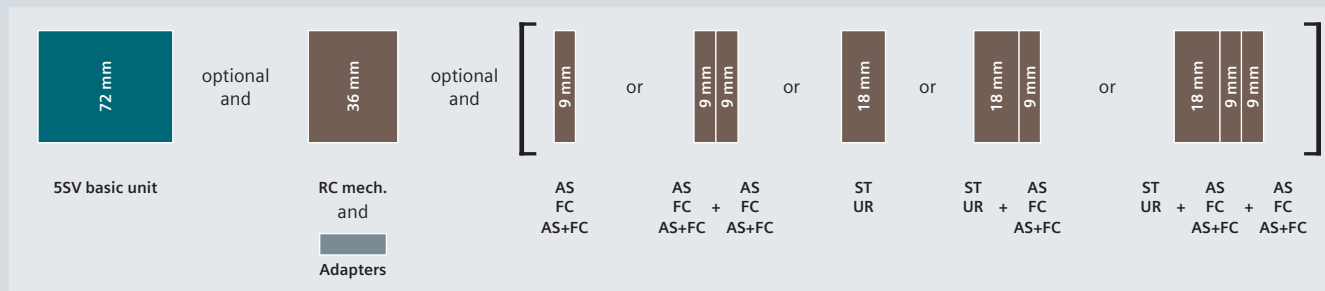 72 mm
optional
and
36 mm
optional
and
9 mm
or
9 mm
9 mm
or
18 mm
or
18 mm
9 mm
or
18 mm
9 mm
9 mm
5SV basic unit
RC mech.
and
Adapters
AS
FC
AS+FC
AS AS
FC + FC
AS+FC AS+FC
ST
UR
ST AS
UR + FC
AS+FC
ST AS AS
UR + FC + FC
AS+FC AS+FC